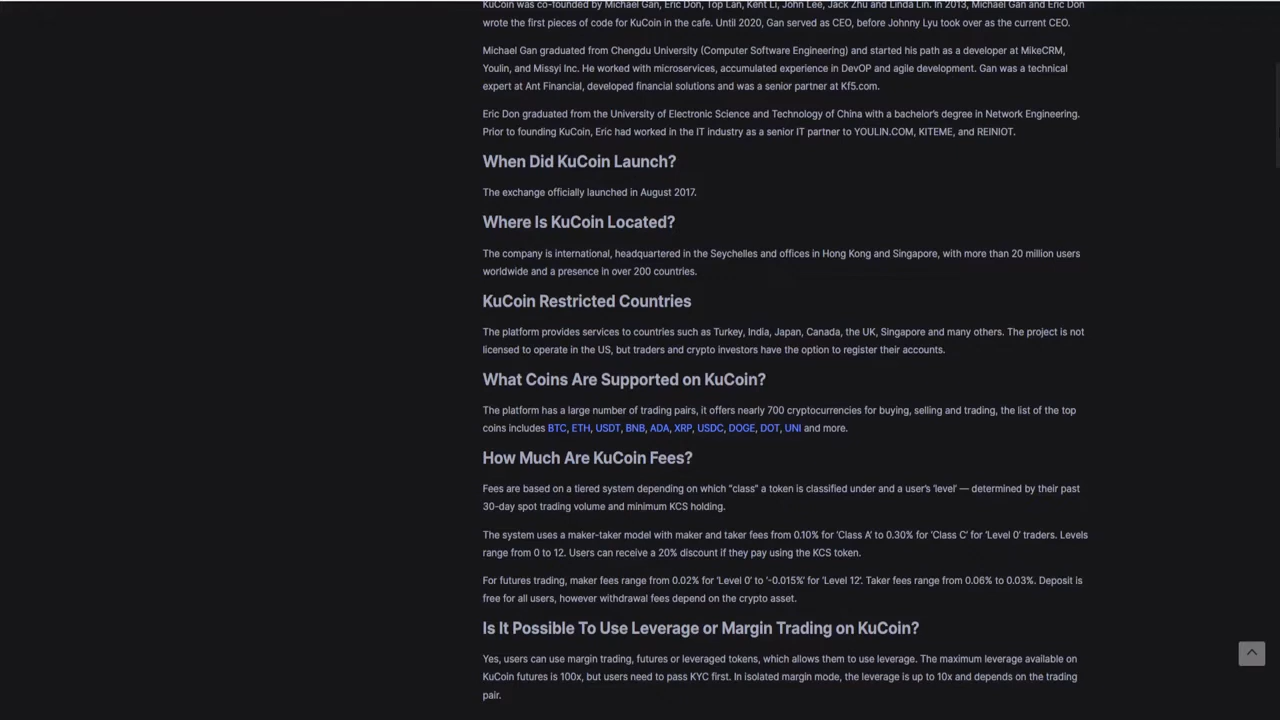 KuCoin was co-founded by Michael Gan, Eric Don, Top Lan, Kent Li, John Lee, Jack Zhu and Linda Lin. In 2013, Michael Gan and Eric Don
wrote the first pieces of code for KuCoin in the cafe. Until 2020, Gan served as CEO, before Johnny Lyu took over as the current CEO.
Michael Gan graduated from Chengdu University (Computer Software Engineering) and started his path as a developer at MikeCRM,
Youlin, and Missyi Inc. He worked with microservices, accumulated experience in DevOP and agile development. Gan was a technical
expert at Ant Financial, developed financial solutions and was a senior partner at Kf5.com.
Eric Don graduated from the University of Electronic Science and Technology of China with a bachelor's degree in Network Engineering.
Prior to founding KuCoin, Eric had worked in the IT industry as a senior IT partner to YOULIN.COM, KITEME, and REINIOT.
When Did KuCoin Launch?
The exchange officially launched in August 2017.
Where Is KuCoin Located?
The company is international, headquartered in the Seychelles and offices in Hong Kong and Singapore, with more than 20 million users
worldwide and a presence in over 200 countries.
KuCoin Restricted Countries
The platform provides services to countries such as Turkey, India, Japan, Canada, the UK, Singapore and many others. The project is not
licensed to operate in the US, but traders and crypto investors have the option to register their accounts.
What Coins Are Supported on KuCoin?
The platform has a large number of trading pairs, it offers nearly 700 cryptocurrencies for buying, selling and trading, the list of the top
coins includes BTC, ETH, USDT, BNB, ADA, XRP, USDC, DOGE, DOT, UNI and more.
How Much Are KuCoin Fees?
Fees are based on a tiered system depending on which “class” a token is classified under and a user's ‘level’ — determined by their past
30-day spot trading volume and minimum KCS holding.
The system uses a maker-taker model with maker and taker fees from 0.10% for ‘Class A’ to 0.30% for ‘Class C’ for ‘Level 0’ traders. Levels
range from 0 to 12. Users can receive a 20% discount if they pay using the KCS token.
For futures trading, maker fees range from 0.02% for ‘Level 0’ to ‘-0.015%’ for ‘Level 12’. Taker fees range from 0.06% to 0.03%. Deposit is
free for all users, however withdrawal fees depend on the crypto asset.
Is It Possible To Use Leverage or Margin Trading on KuCoin?
Yes, users can use margin trading, futures or leveraged tokens, which allows them to use leverage. The maximum leverage available on
KuCoin futures is 100x, but users need to pass KYC first. In isolated margin mode, the leverage is up to 10x and depends on the trading
pair.